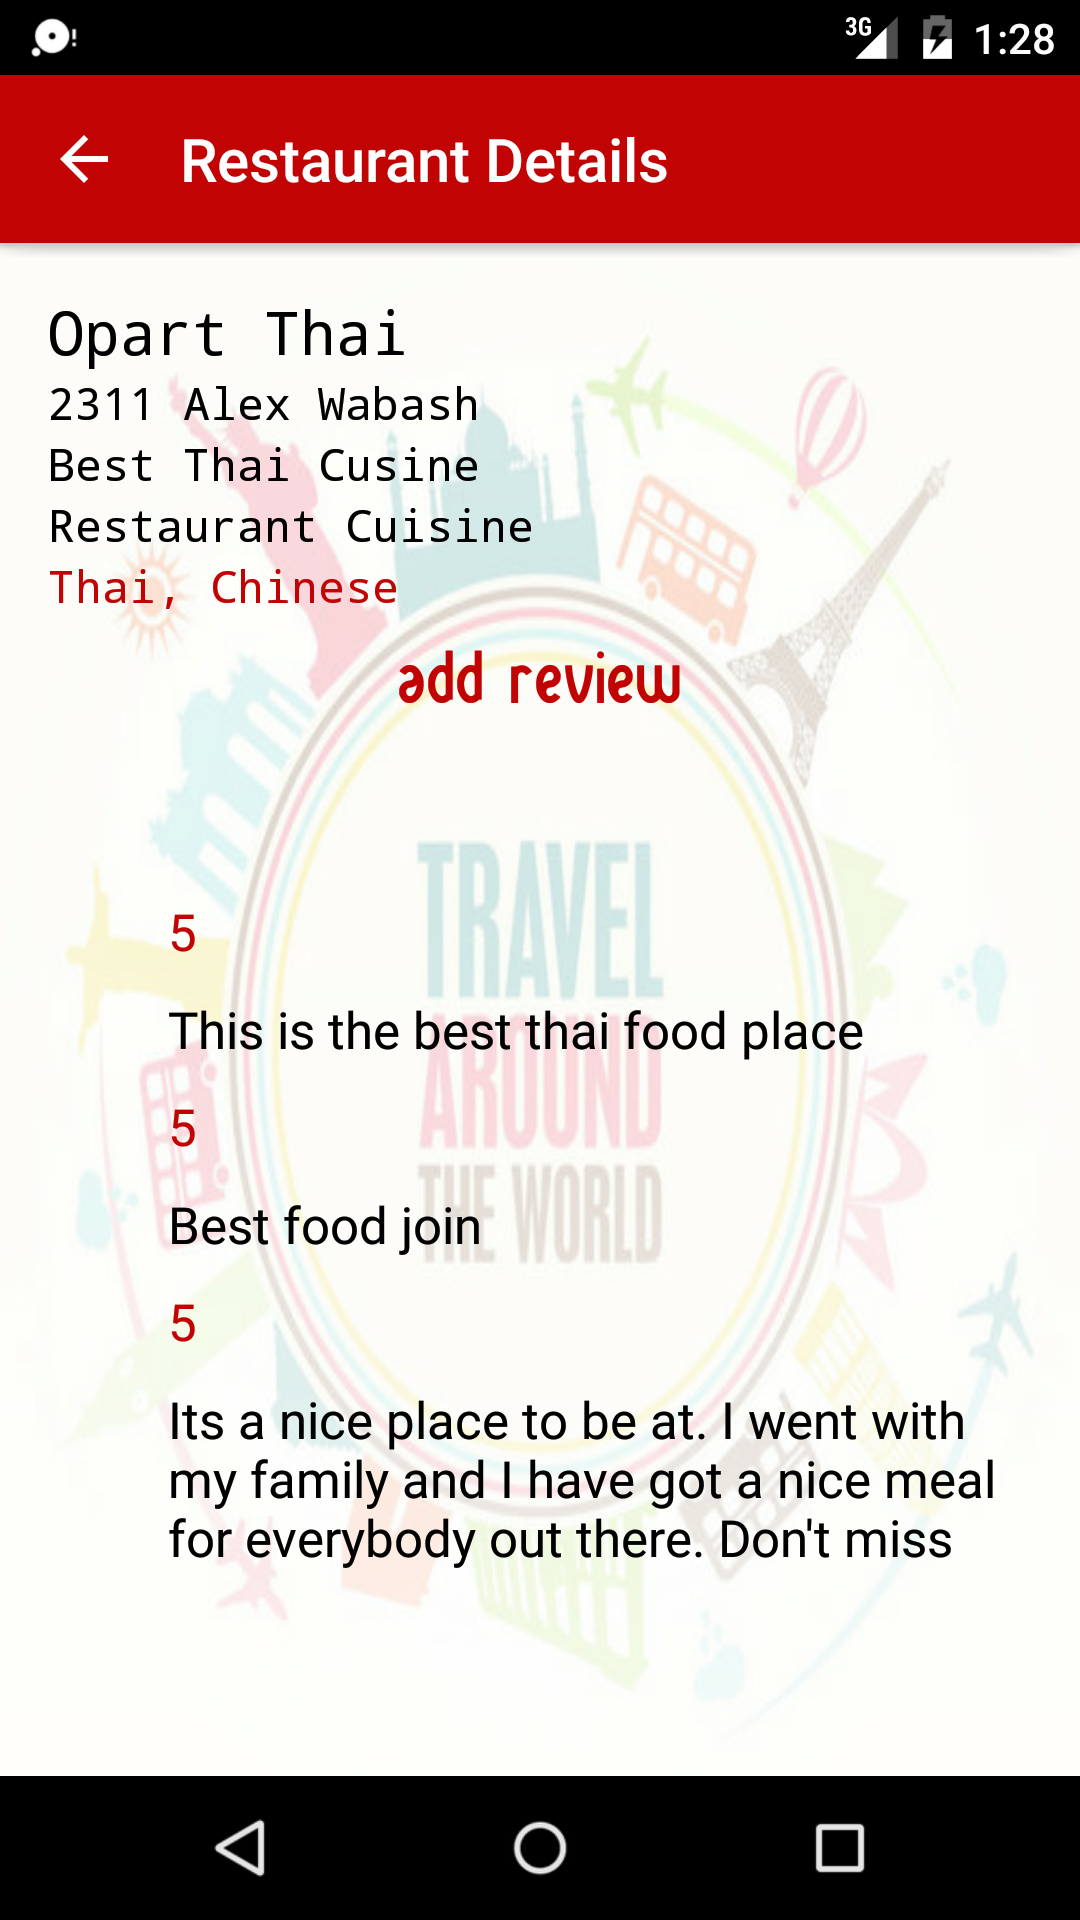 3G 1:28
Restaurant Details
Opart Thai
2311 Alex Wabash
Best Thai Cusine
Restaurant Cuisine
Thai, Chinese
add review
TRAVEL
AROUND
THE WORLD
5
This is the best thai food place
5
Best food join
5
Its a nice place to be at. I went with
my family and I have got a nice meal
for everybody out there. Don't miss